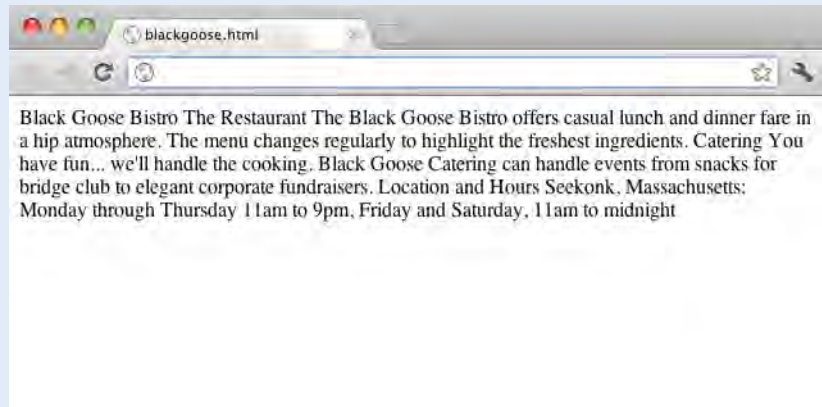 blackgoose.html
Black Goose Bistro The Restaurant The Black Goose Bistro offers casual lunch and dinner fare in
a hip atmosphere. The menu changes regularly to highlight the freshest ingredients. Catering You
have fun... we'll handle the cooking. Black Goose Catering can handle events from snacks for
bridge club to elegant corporate fundraisers. Location and Hours Seekonk, Massachusetts:
Monday through Thursday 11am to 9pm, Friday and Saturday, 11am to midnight